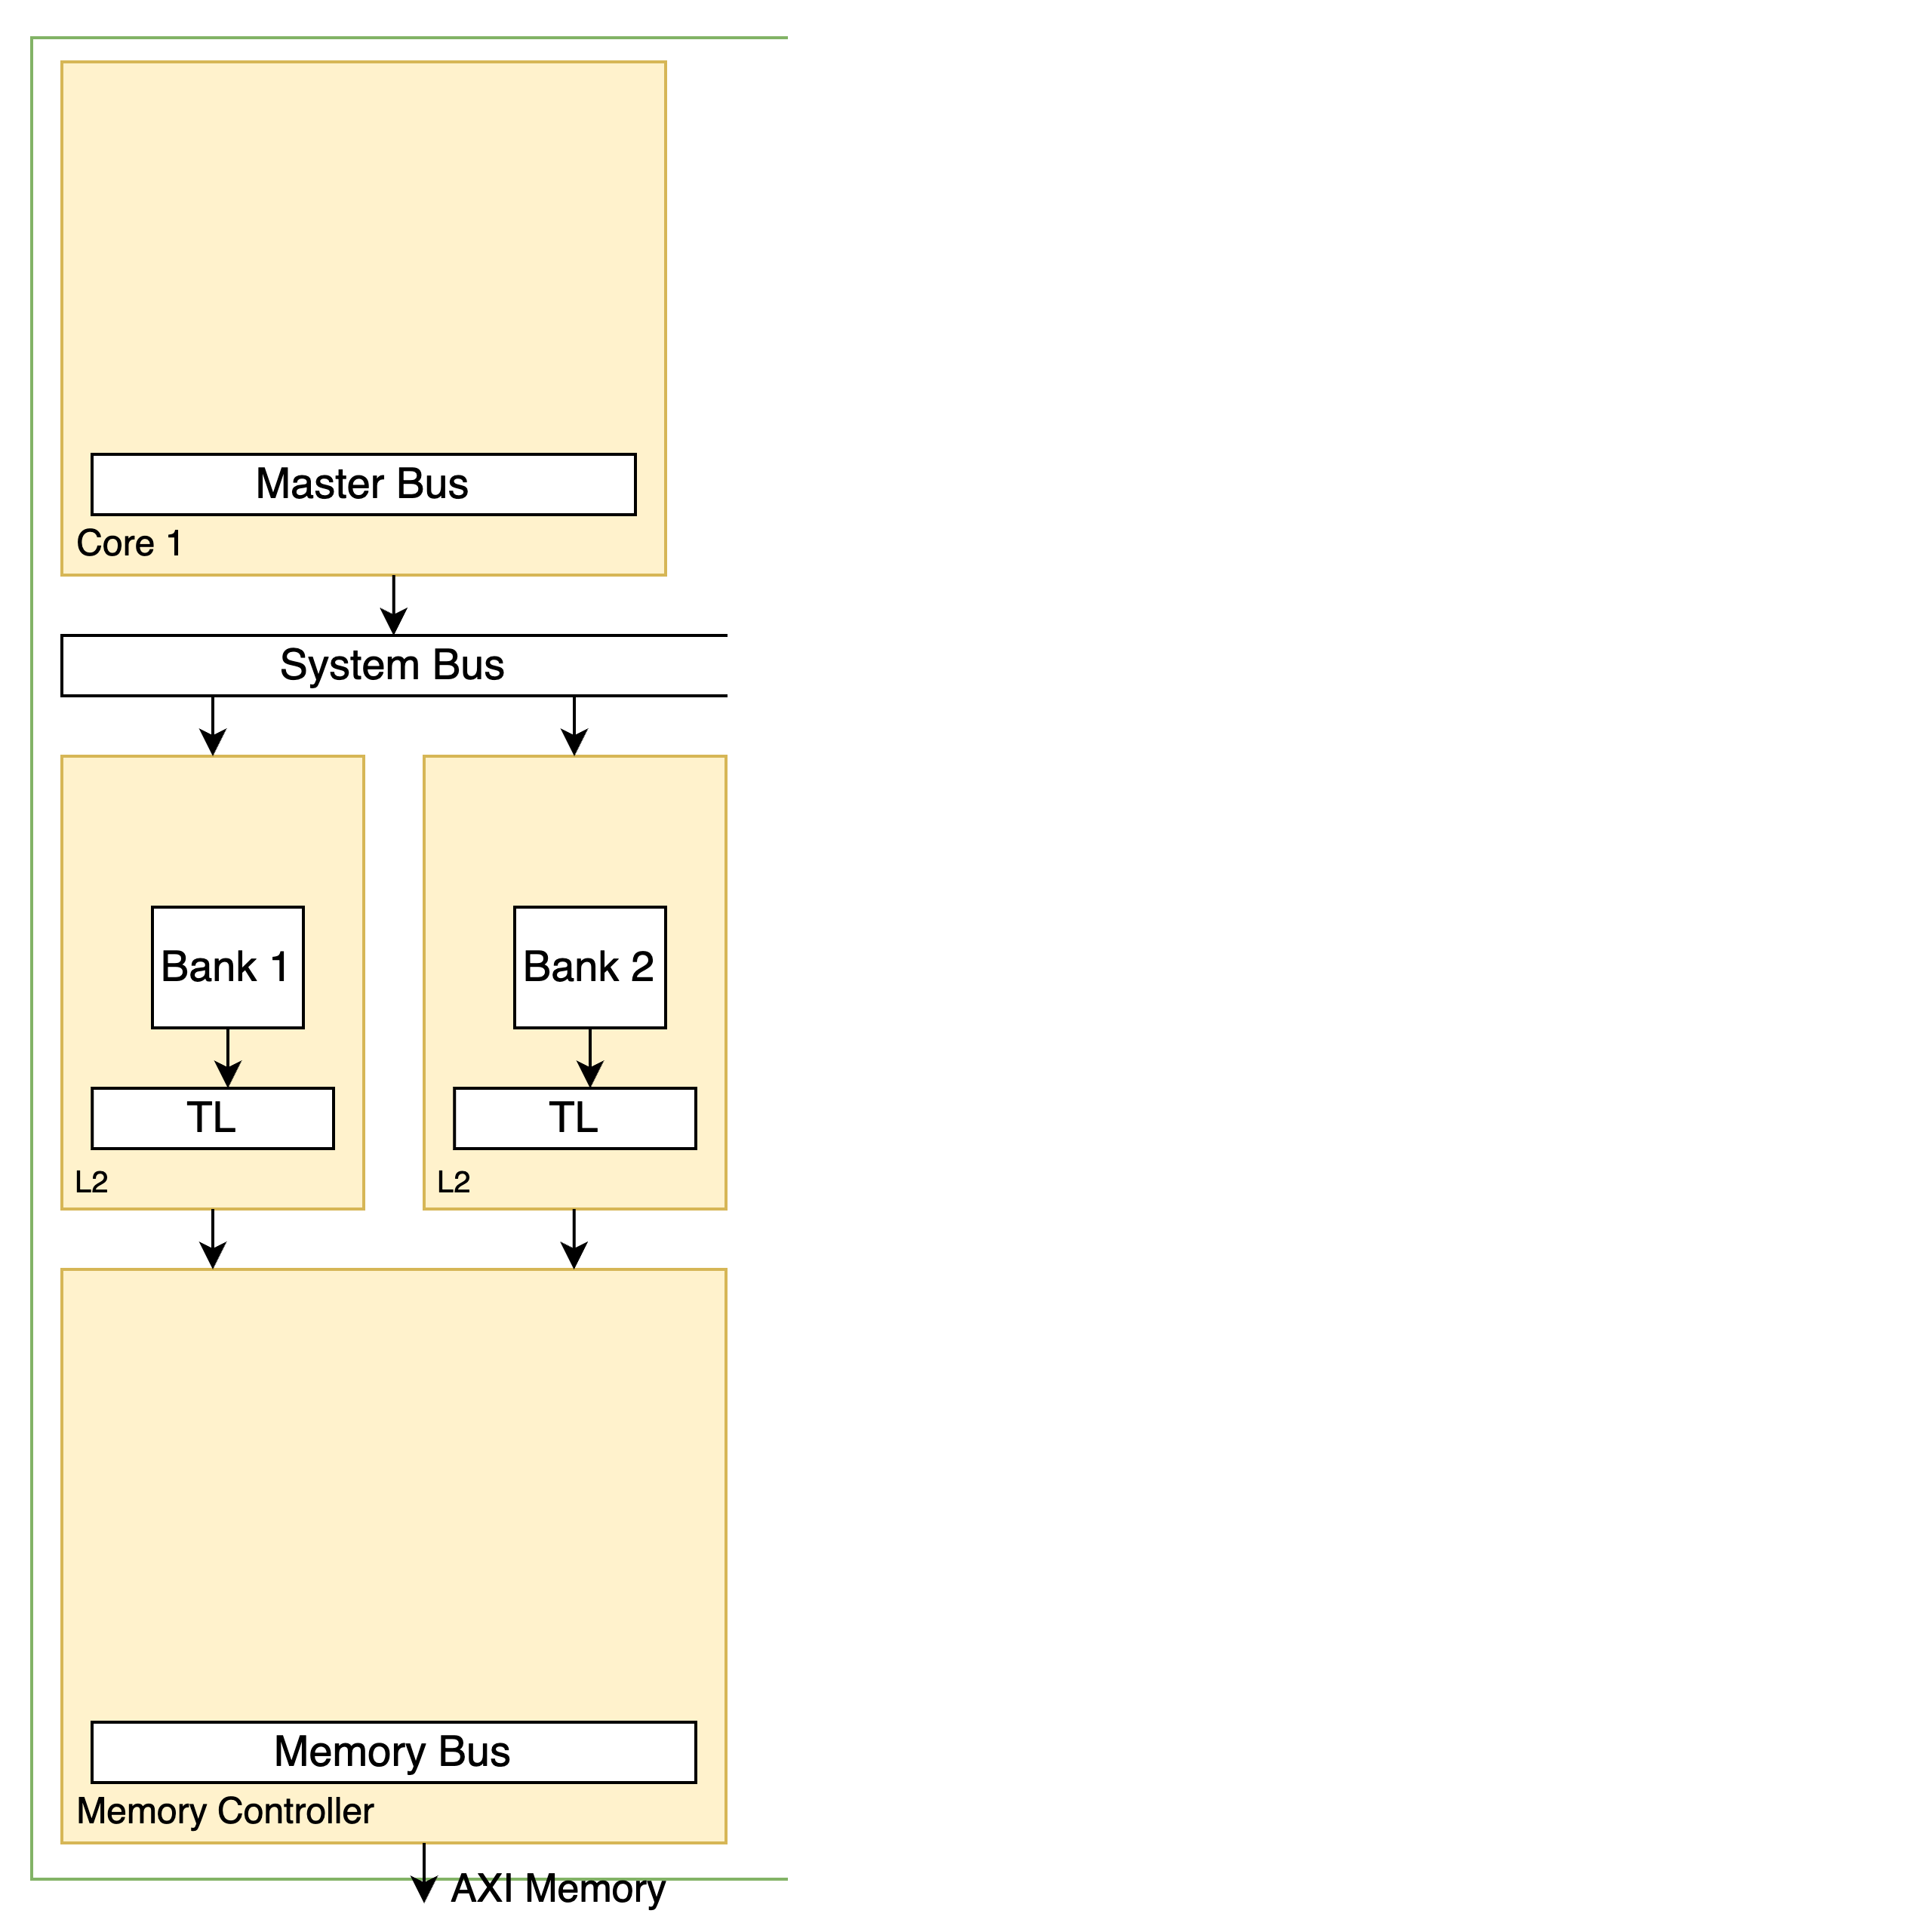 Master Bus
Core 1
System Bus
Bank 1
Bank 2
TL
TL
L2
L2
Memory Bus
Memory Controller
AXI Memory